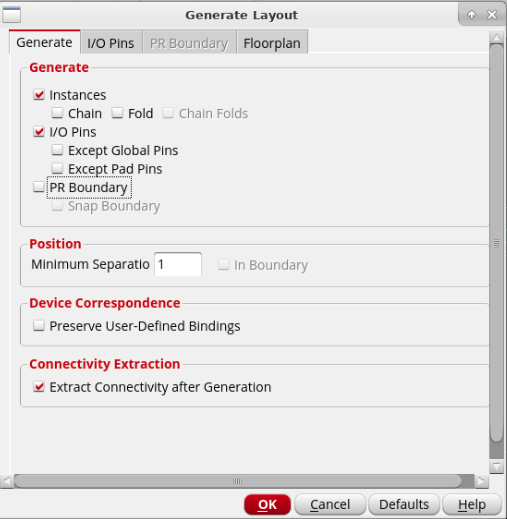 Generate Layout
Generate I/O Pins PR Boundary Floorplan
Generate
Instances
Chain Fold Chain Folds
I/O Pins
Except Global Pins
Except Pad Pins
PR Boundary
Snap Boundary
Position
Minimum Separatio 1 In Boundary
Device Correspondence
Preserve User-Defined Bindings
Connectivity Extraction
Extract Connectivity after Generation
OK Cancel Defaults Help